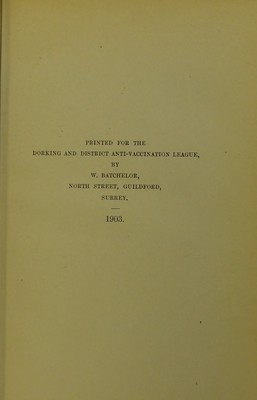 PRINTED FOR THE
DORKING AND DISTRICT ANTI-VACCINATION LEAGUE,
BY
W. BATCHELOR,
NORTH STREET, GUILDFORD,
SURREY.
1903.